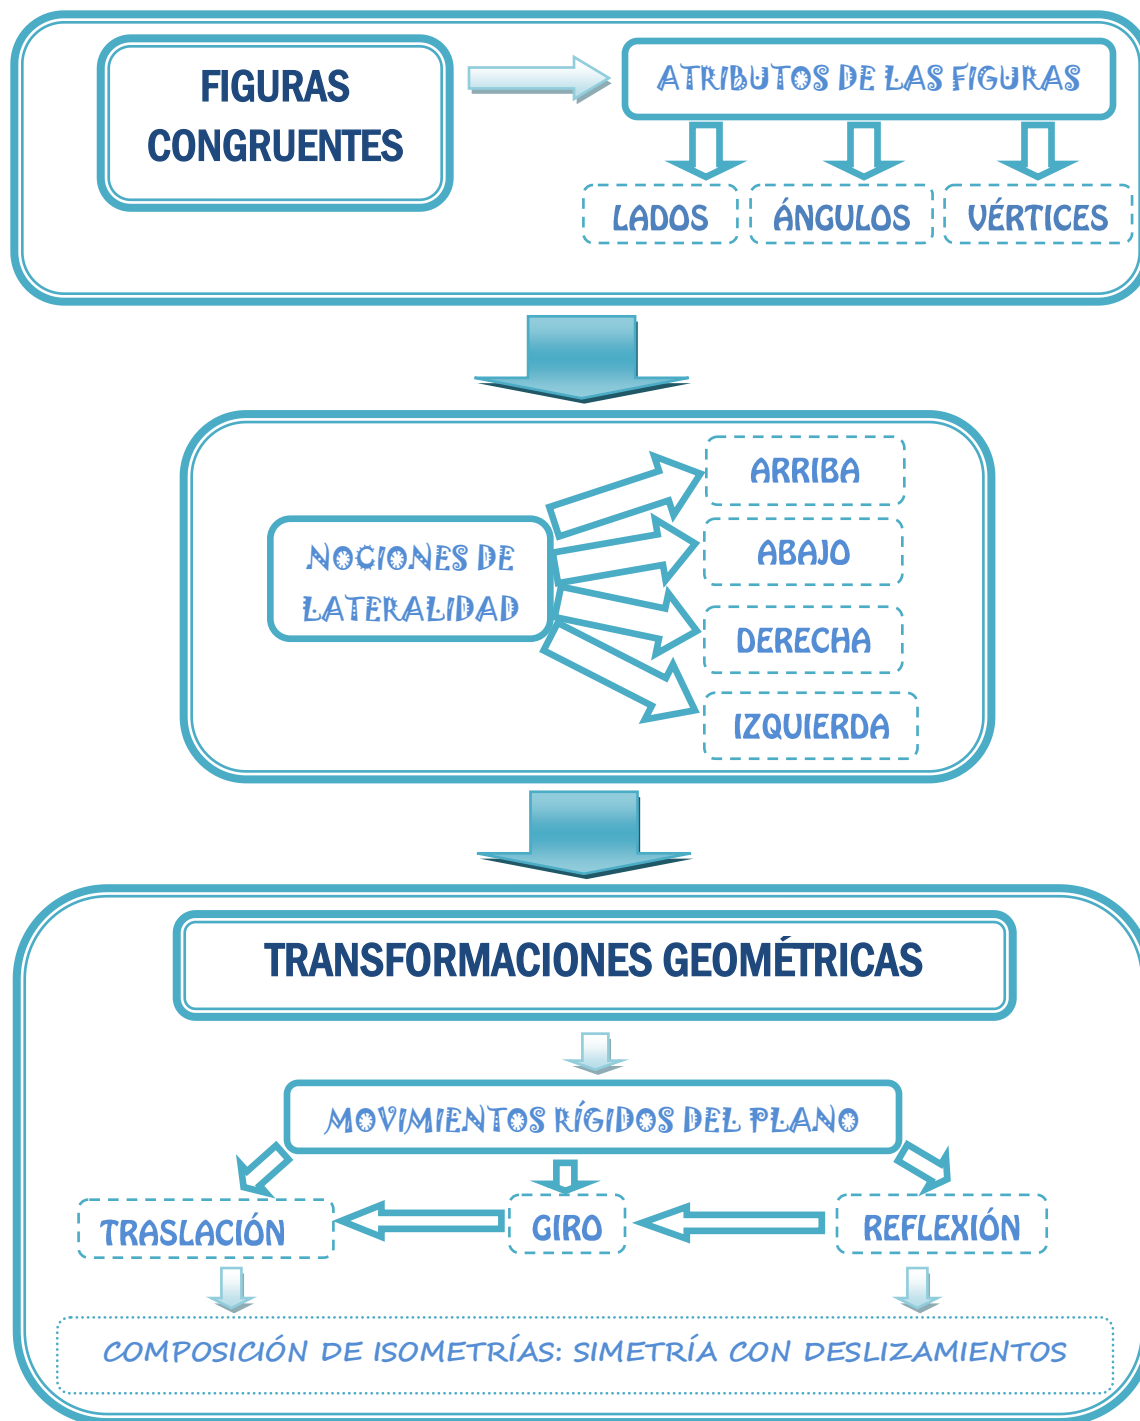 FIGURAS
CONGRUENTES
ATRIBUTOS DE LAS FIGURAS
LADOS
ÁNGULOS
VÉRTICES
NOCIONES DE
LATERALIDAD
ARRIBA
ABAJO
DERECHA
IZQUIERDA
TRANSFORMACIONES GEOMÉTRICAS
MOVIMIENTOS RÍGIDOS DEL PLANO
TRASLACIÓN
GIRO
REFLEXIÓN
COMPOSICIÓN DE ISOMETRÍAS: SIMETRÍA CON DESLIZAMIENTOS